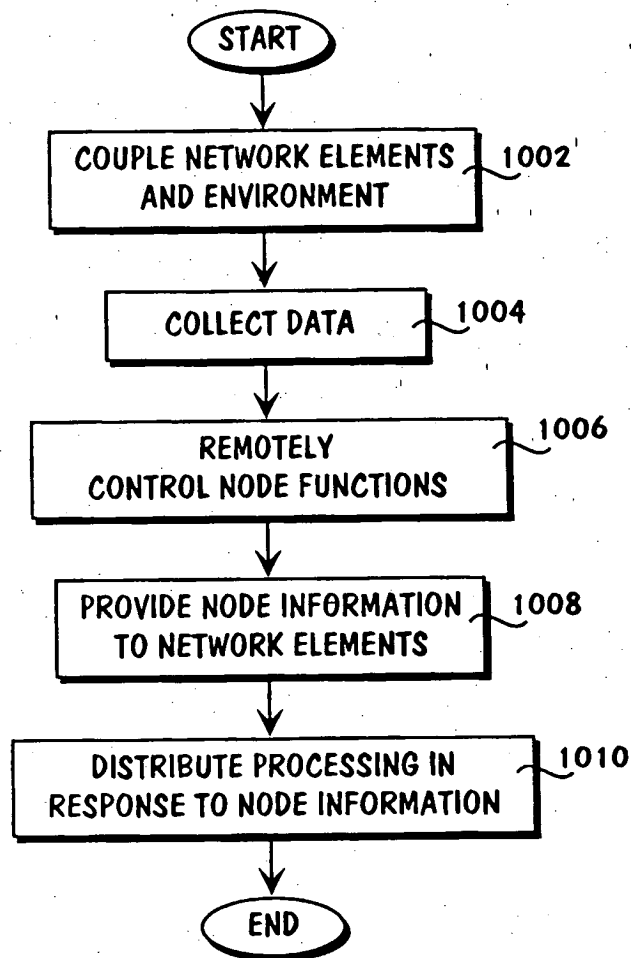 START
COUPLE NETWORK ELEMENTS
AND ENVIRONMENT
1002
COLLECT DATA
1004
REMOTELY
CONTROL NODE FUNCTIONS
1006
PROVIDE NODE INFORMATION
TO NETWORK ELEMENTS
1008
DISTRIBUTE PROCESSING IN
RESPONSE TO NODE INFORMATION
1010
END